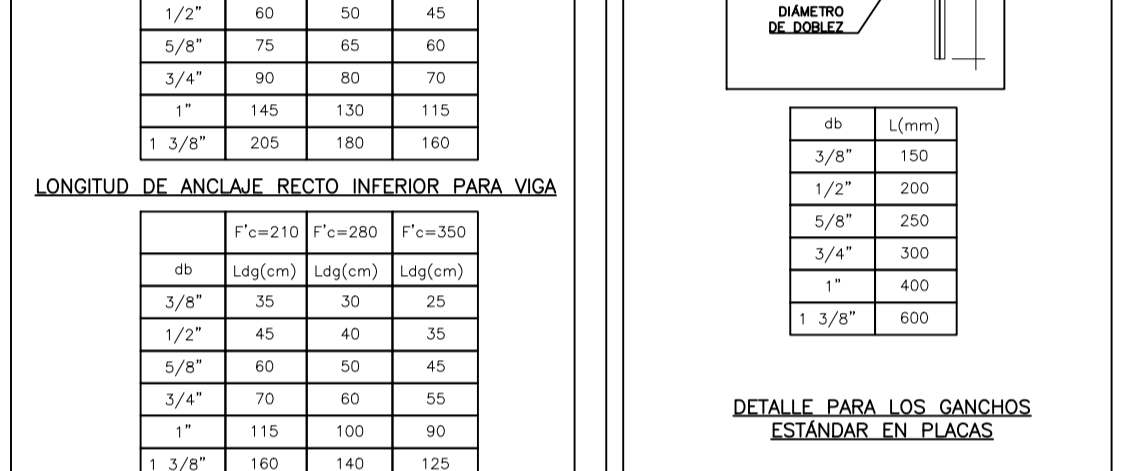 1/2" 60 50 45
5/8" 75 65 60
3/4" 90 80 70
1" 145 130 115
1 3/8" 205 180 160
LONGITUD DE ANCLAJE RECTO INFERIOR PARA VIGA
F'c=210 F'c=280 F'c=350
db Ldg(cm) Ldg(cm) Ldg(cm)
3/8" 35 30 25
1/2" 45 40 35
5/8" 60 50 45
3/4" 70 60 55
1" 115 100 90
1 3/8" 160 140 125
DIÁMETRO
DE DOBLEZ
db L(mm)
3/8" 150
1/2" 200
5/8" 250
3/4" 300
1" 400
1 3/8" 600
DETALLE PARA LOS GANCHOS
ESTÁNDAR EN PLACAS